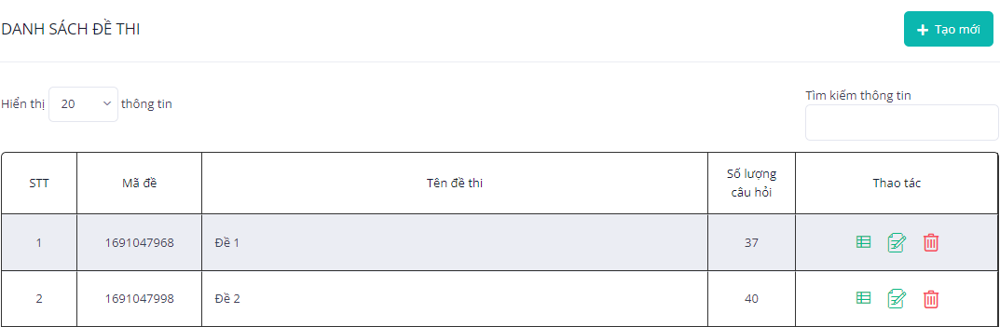 DANH SÁCH ĐỀ THI
Tạo mới
Hiển thị 20 thông tin
Tìm kiếm thông tin
STT Mã đề Tên đề thi Số lượng câu hỏi Thao tác
1 1691047968 Đề 1 37
2 1691047998 Đề 2 40